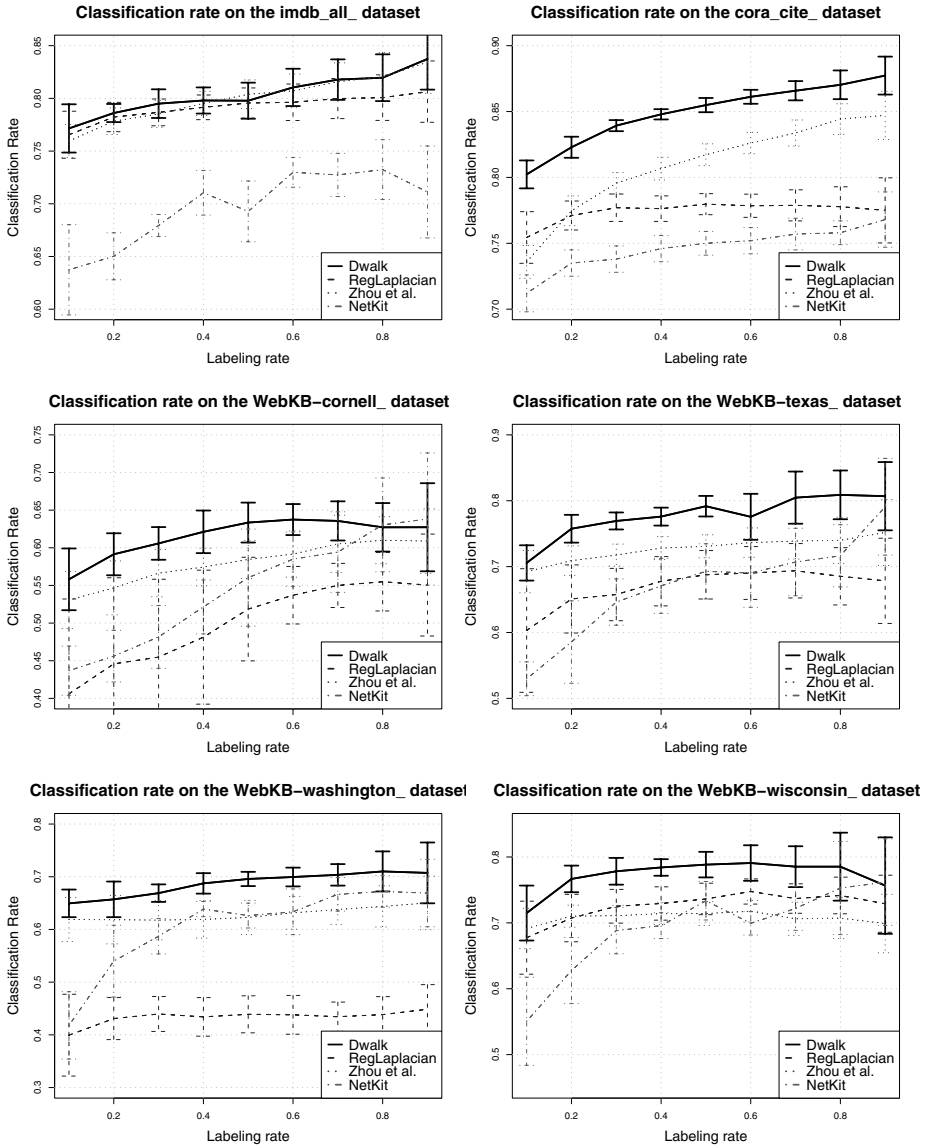 Classification rate on the imdb_all_ dataset
Classification Rate
0.85
0.80
0.75
0.70
0.65
0.60
Dwalk
RegLaplacian
Zhou et al.
NetKit
0.2 0.4 0.6 0.8
Labeling rate
Classification rate on the cora_cite_ dataset
Classification Rate
0.90
0.85
0.80
0.75
0.70
Dwalk
RegLaplacian
Zhou et al.
NetKit
0.2 0.4 0.6 0.8
Labeling rate
Classification rate on the WebKB−cornell_ dataset
Classification Rate
0.75
0.70
0.65
0.60
0.55
0.50
0.45
0.40
Dwalk
RegLaplacian
Zhou et al.
NetKit
0.2 0.4 0.6 0.8
Labeling rate
Classification rate on the WebKB−texas_ dataset
Classification Rate
0.9
0.8
0.7
0.6
0.5
Dwalk
RegLaplacian
Zhou et al.
NetKit
0.2 0.4 0.6 0.8
Labeling rate
Classification rate on the WebKB−washington_ dataset
Classification Rate
0.8
0.7
0.6
0.5
0.4
0.3
Dwalk
RegLaplacian
Zhou et al.
NetKit
0.2 0.4 0.6 0.8
Labeling rate
Classification rate on the WebKB−wisconsin_ dataset
Classification Rate
0.8
0.7
0.6
0.5
Dwalk
RegLaplacian
Zhou et al.
NetKit
0.2 0.4 0.6 0.8
Labeling rate